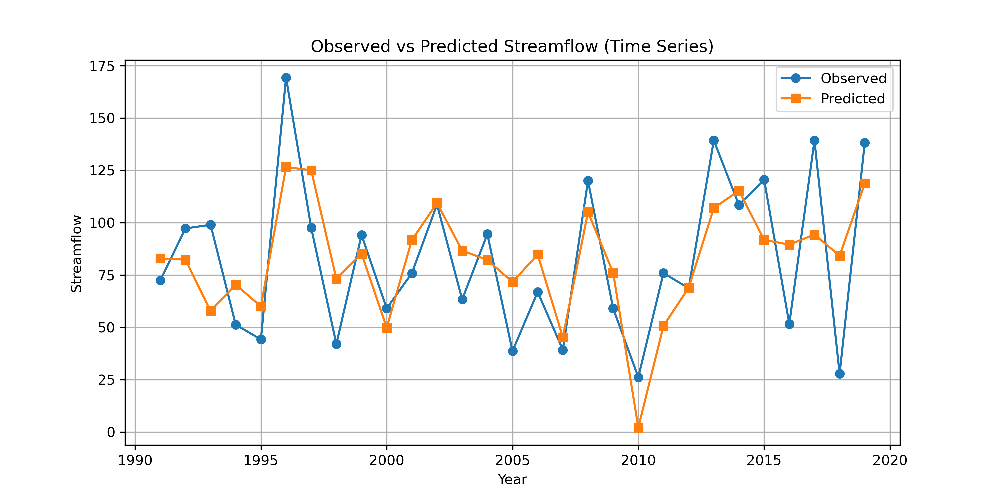 Observed vs Predicted Streamflow (Time Series)
175
150
125
100
75
50
25
0
Streamflow
Observed
Predicted
1990 1995 2000 2005 2010 2015 2020
Year